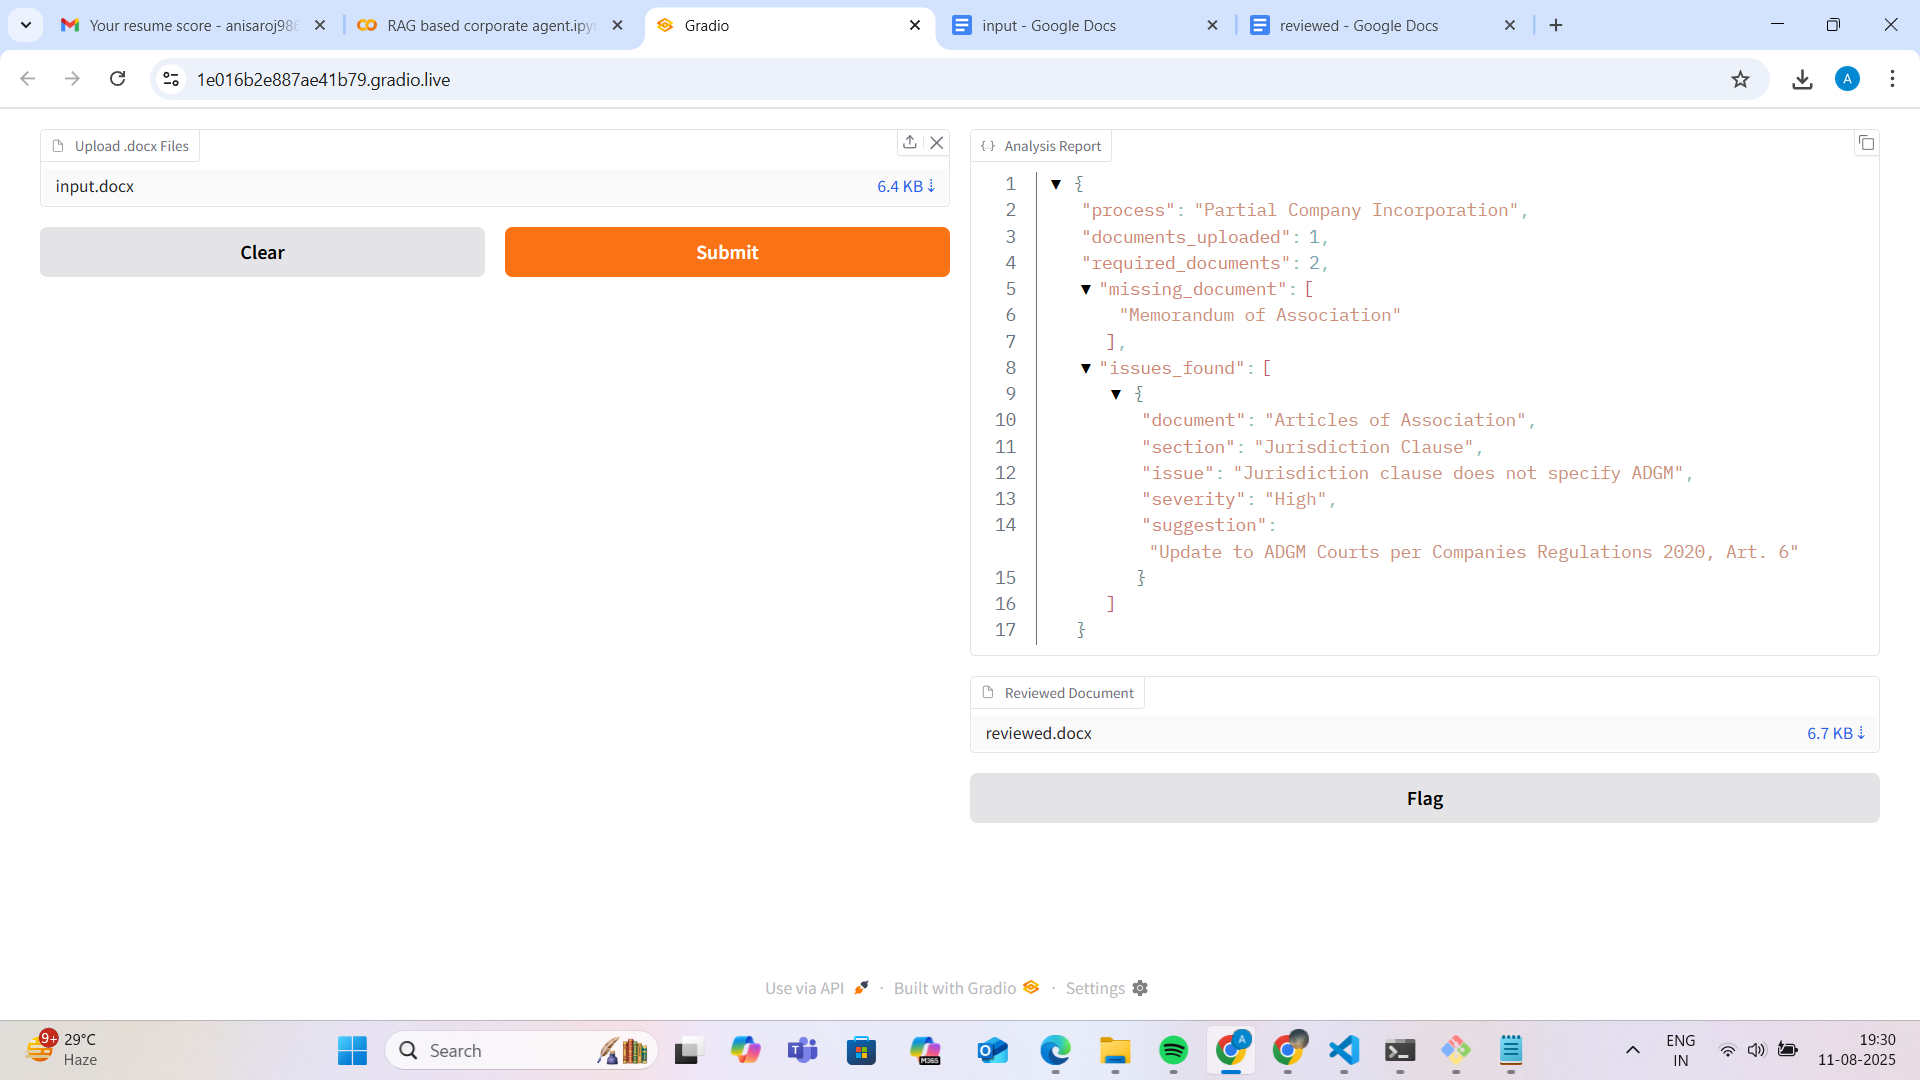 Your resume score - anisaroj986
RAG based corporate agent.ipyn
Gradio
input - Google Docs
reviewed - Google Docs
1e016b2e887ae41b79.gradio.live
A
Upload .docx Files
input.docx
6.4 KB⇣
Clear
Submit
Analysis Report
1 {
2 "process": "Partial Company Incorporation",
3 "documents_uploaded": 1,
4 "required_documents": 2,
5 "missing_document": [
6 "Memorandum of Association"
7 ],
8 "issues_found": [
9 {
10 "document": "Articles of Association",
11 "section": "Jurisdiction Clause",
12 "issue": "Jurisdiction clause does not specify ADGM",
13 "severity": "High",
14 "suggestion":
"Update to ADGM Courts per Companies Regulations 2020, Art. 6"
15 }
16 ]
17 }
Reviewed Document
reviewed.docx
6.7 KB⇣
Flag
Use via API · Built with Gradio · Settings
9+
29°C
Haze
Search
M365
A
ENG
IN
19:30
11-08-2025